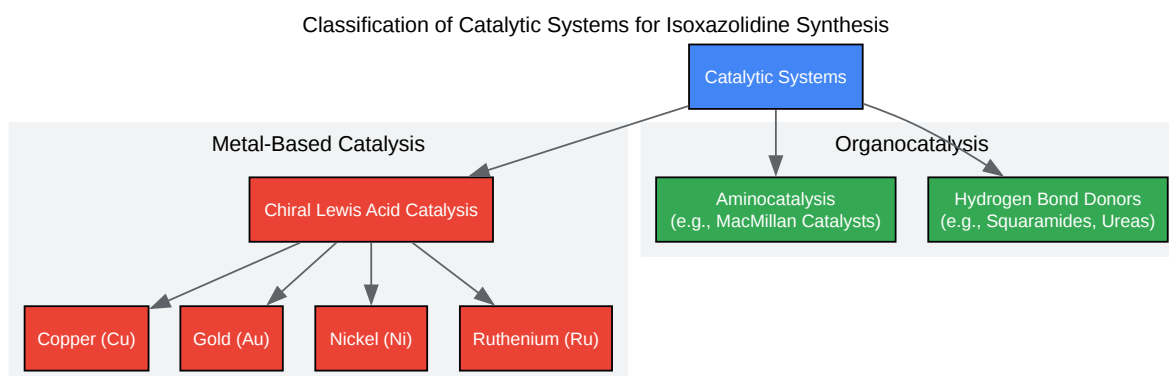 Classification of Catalytic Systems for Isoxazolidine Synthesis
Catalytic Systems
Metal-Based Catalysis
Organocatalysis
Chiral Lewis Acid Catalysis
Aminocatalysis
(e.g., MacMillan Catalysts)
Hydrogen Bond Donors
(e.g., Squaramides, Ureas)
Copper (Cu)
Gold (Au)
Nickel (Ni)
Ruthenium (Ru)